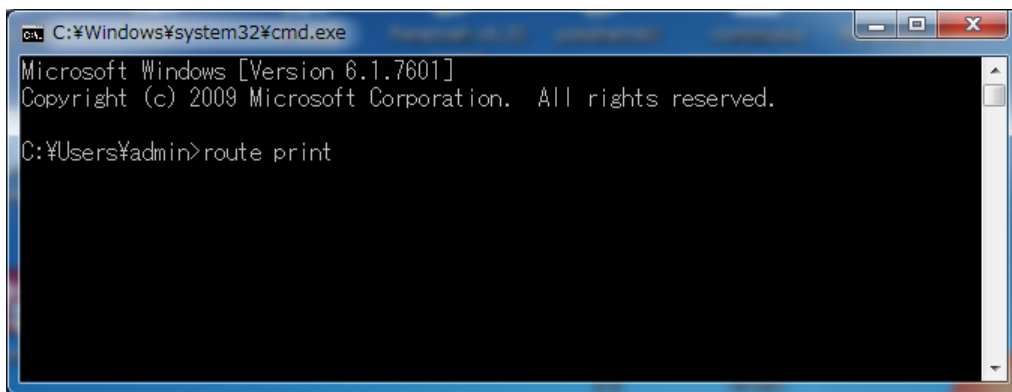 C:¥Windows¥system32¥cmd.exe
Microsoft Windows [Version 6.1.7601]
Copyright (c) 2009 Microsoft Corporation.  All rights reserved.
C:¥Users¥admin>route print